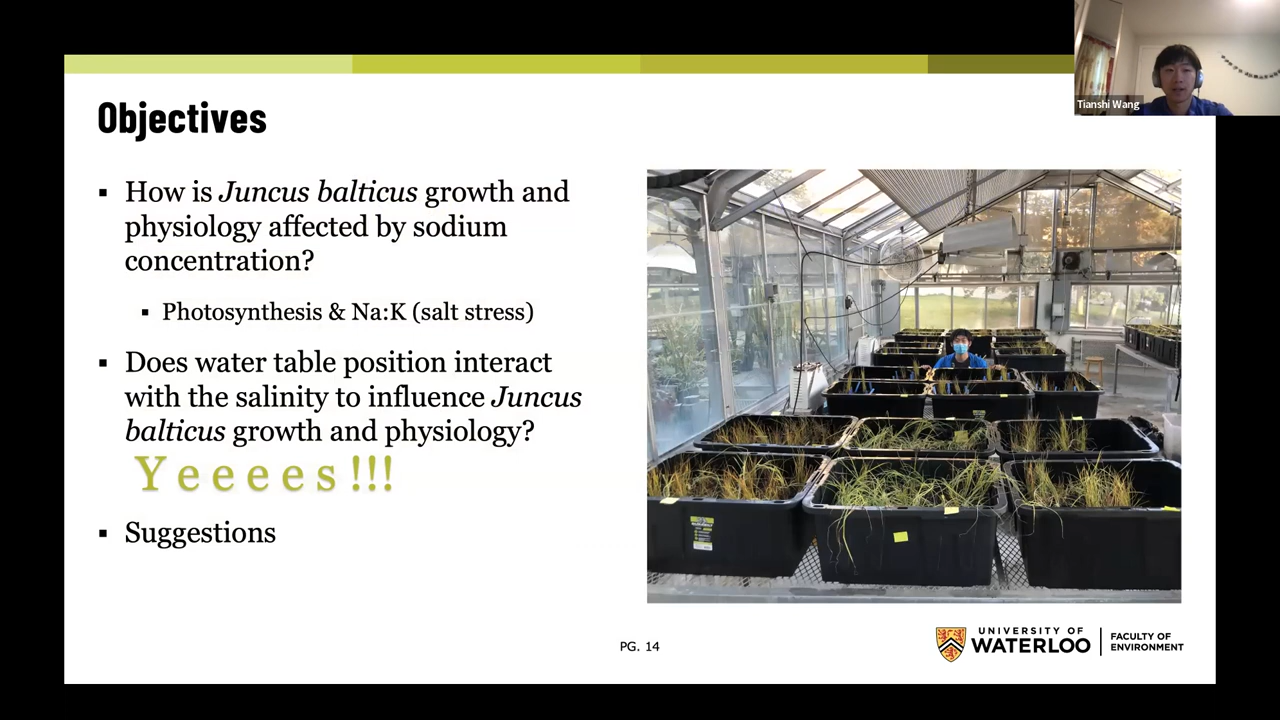 Tianshi Wang
Objectives
▪ How is Juncus balticus growth and
physiology affected by sodium
concentration?
▪ Photosynthesis & Na:K (salt stress)
▪ Does water table position interact
with the salinity to influence Juncus
balticus growth and physiology?
Yeeeees!!!
▪ Suggestions
PG. 14
UNIVERSITY OF
WATERLOO
FACULTY OF
ENVIRONMENT